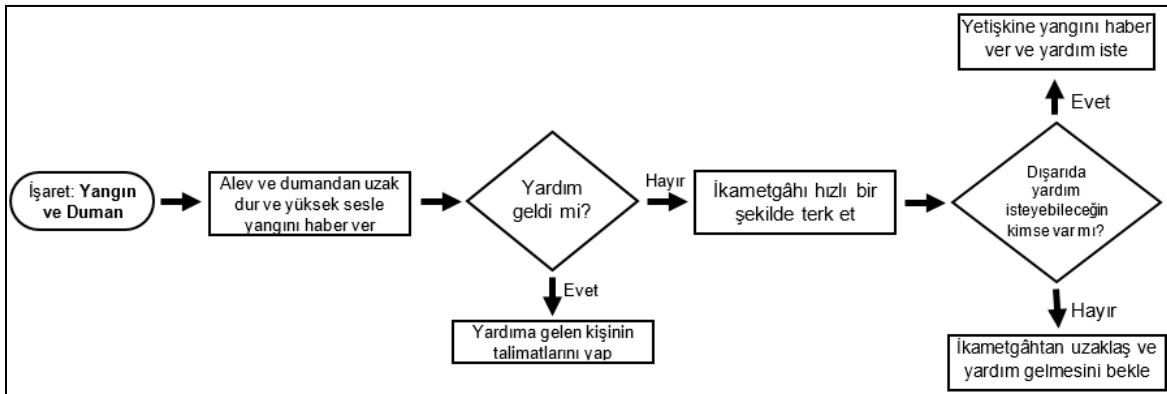 İşaret: Yangın
ve Duman
Alev ve dumandan uzak
dur ve yüksek sesle
yangını haber ver
Yardım
geldi mi?
Evet
Yardıma gelen kişinin
talimatlarını yap
Hayır
İkametgâhı hızlı bir
şekilde terk et
Dışarıda
yardım
isteyebileceğin
kimse var mı?
Evet
Yetişkine yangını haber
ver ve yardım iste
Hayır
İkametgâhtan uzaklaş ve
yardım gelmesini bekle